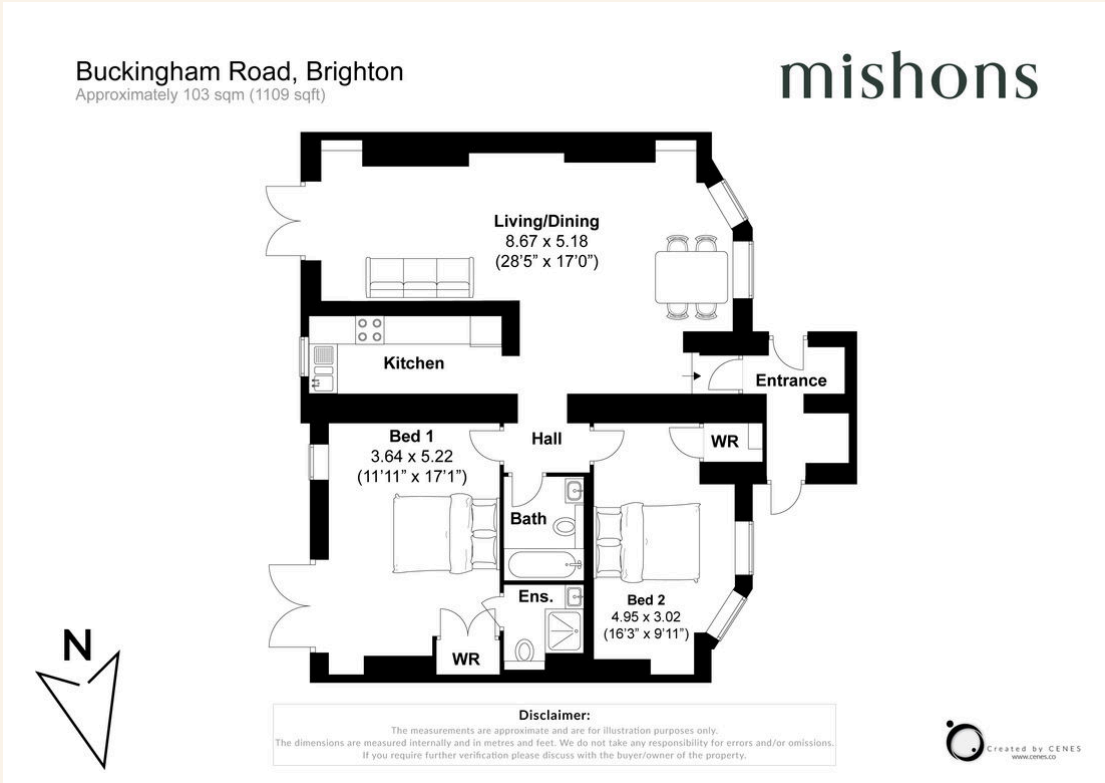 Buckingham Road, Brighton
Approximately 103 sqm (1109 sqft)
mishons
Living/Dining
8.67 x 5.18
(28’5” x 17’0”)
Kitchen
Entrance
Bed 1
3.64 x 5.22
(11’11” x 17’1”)
Hall
WR
Bath
Ens.
Bed 2
4.95 x 3.02
(16’3” x 9’11”)
WR
N
Disclaimer:
The measurements are approximate and are for illustration purposes only.
The dimensions are measured internally and in metres and feet. We do not take any responsibility for errors and/or omissions.
If you require further verification please discuss with the buyer/owner of the property.
Created by CENES
www.cenes.co